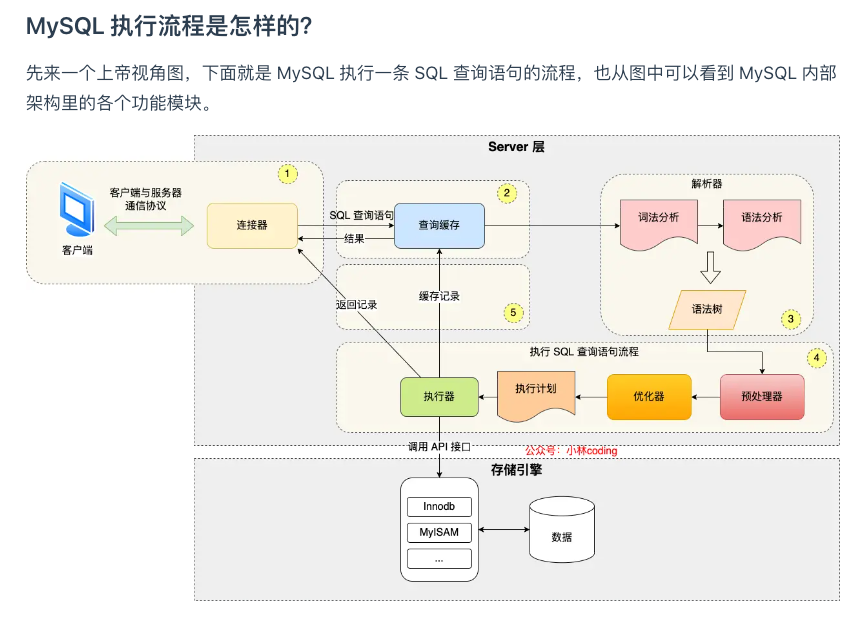 MySQL 执行流程是怎样的?
先来一个上帝视角图，下面就是 MySQL 执行一条 SQL 查询语句的流程，也从图中可以看到 MySQL 内部
架构里的各个功能模块。
Server 层
1
客户端与服务器
通信协议
客户端
连接器
SQL 查询语句
结果
2
查询缓存
解析器
词法分析
语法分析
语法树
3
返回记录
缓存记录
5
执行 SQL 查询语句流程
4
执行器
执行计划
优化器
预处理器
调用 API 接口
公众号：小林coding
存储引擎
Innodb
MyISAM
...
数据